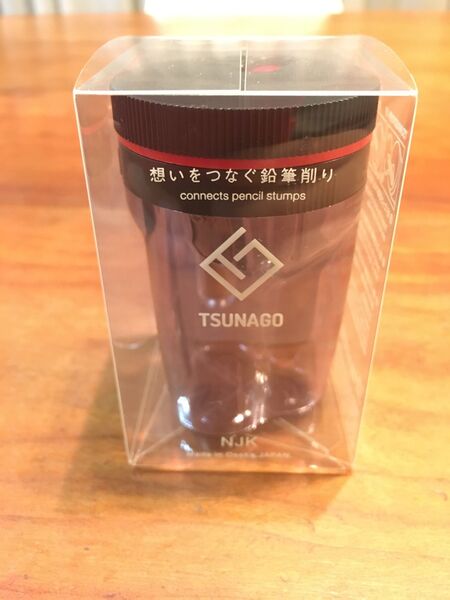 想いをつなぐ鉛筆削り
connects pencil stumps
TSUNAGO
NJK
Made in Osaka JAPAN